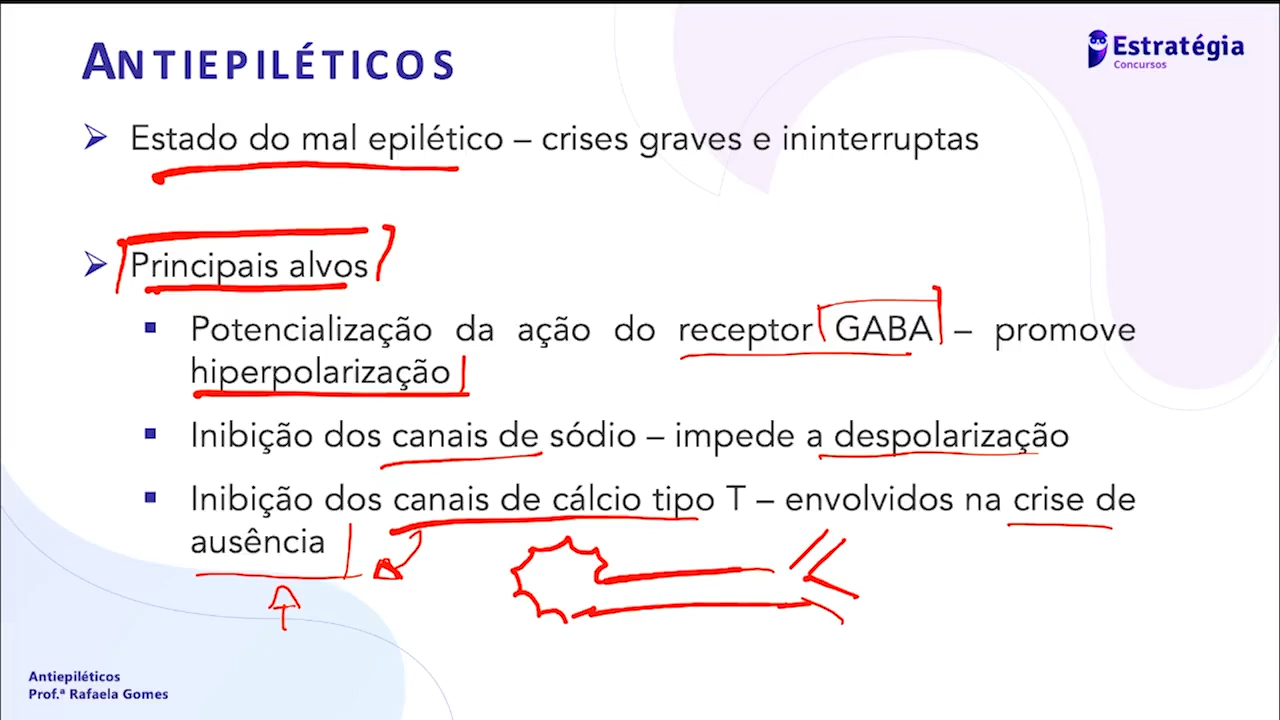 ANTIEPILÉTICOS
Estratégia
Concursos
Estado do mal epilético – crises graves e ininterruptas
Principais alvos
Potencialização da ação do receptor GABA – promove
hiperpolarização
Inibição dos canais de sódio – impede a despolarização
Inibição dos canais de cálcio tipo T – envolvidos na crise de
ausência
Antiepiléticos
Prof.ª Rafaela Gomes